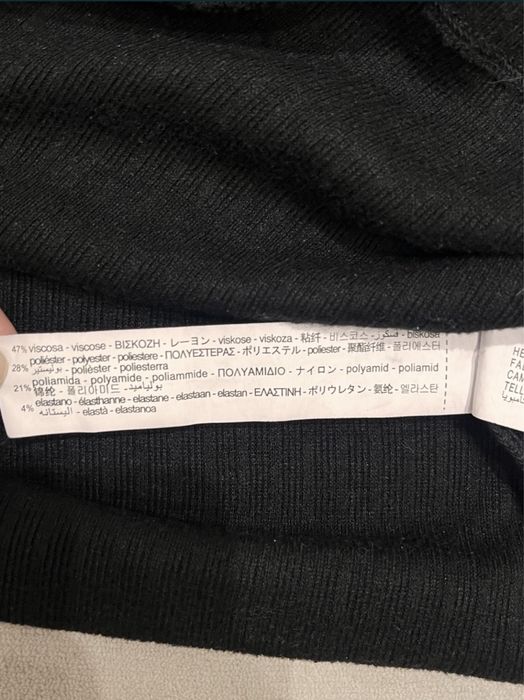 47% viscosa - viscose - ΒΙΣΚΟΖΗ - レーヨン - viskose - viskoza - 粘纤 - 비스코스 - فسكوز - biskosa
poliéster - polyester - poliestere - ΠΟΛΥΕΣΤΕΡΑΣ - ポリエステル - poliester - 聚酯纤维 - 폴리에스터
28% بوليستير - polièster - poliesterra
poliamida - polyamide - poliammide - ΠΟΛΥΑΜΙΔΙΟ - ナイロン - polyamid - poliamid
21% 锦纶 - 폴리아미드 - بولياميد
elastano - élasthanne - elastane - elastaan - elastan - ΕΛΑΣΤΙΝΗ - ポリウレタン - 氨纶 - 엘라스탄
4% اليستانه - elastà - elastanoa